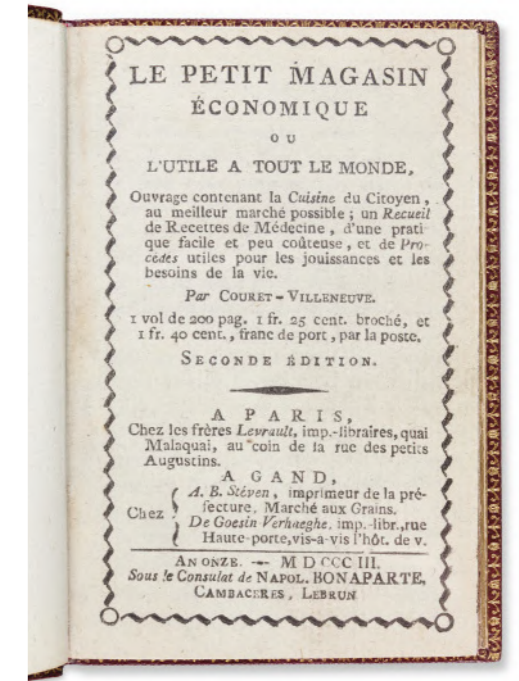 LE PETIT MAGASIN
ÉCONOMIQUE
OU
L'UTILE A TOUT LE MONDE,
Ouvrage contenant la Cuisine du Citoyen,
au meilleur marché possible ; un Recueil
de Recettes de Médecine, d'une prati
que facile et peu coûteuse, et de Pro-
cédés utiles pour les jouissances et les
besoins de la vie.
Par COURET-VILLENEUVE.
1 vol de 200 pag. 1 fr. 25 cent. broché, et
1 fr. 40 cent., franc de port, par la poste.
SECONDE ÉDITION.
A PARIS,
Chez les frères Levrault, imp.-libraires, quai
Malaquai, au coin de la rue des petits
Augustins.
A GAND,
Chez
A. B. Stéven, imprimeur de la pré-
fecture, Marché aux Grains.
De Goesin Verhaeghe, imp.-libr., rue
Haute-porte, vis-a-vis l'hôt. de v.
AN ONZE. — M D CCC III.
Sous le Consulat de NAPOL. BONAPARTE,
CAMBACERES, LEBRUN